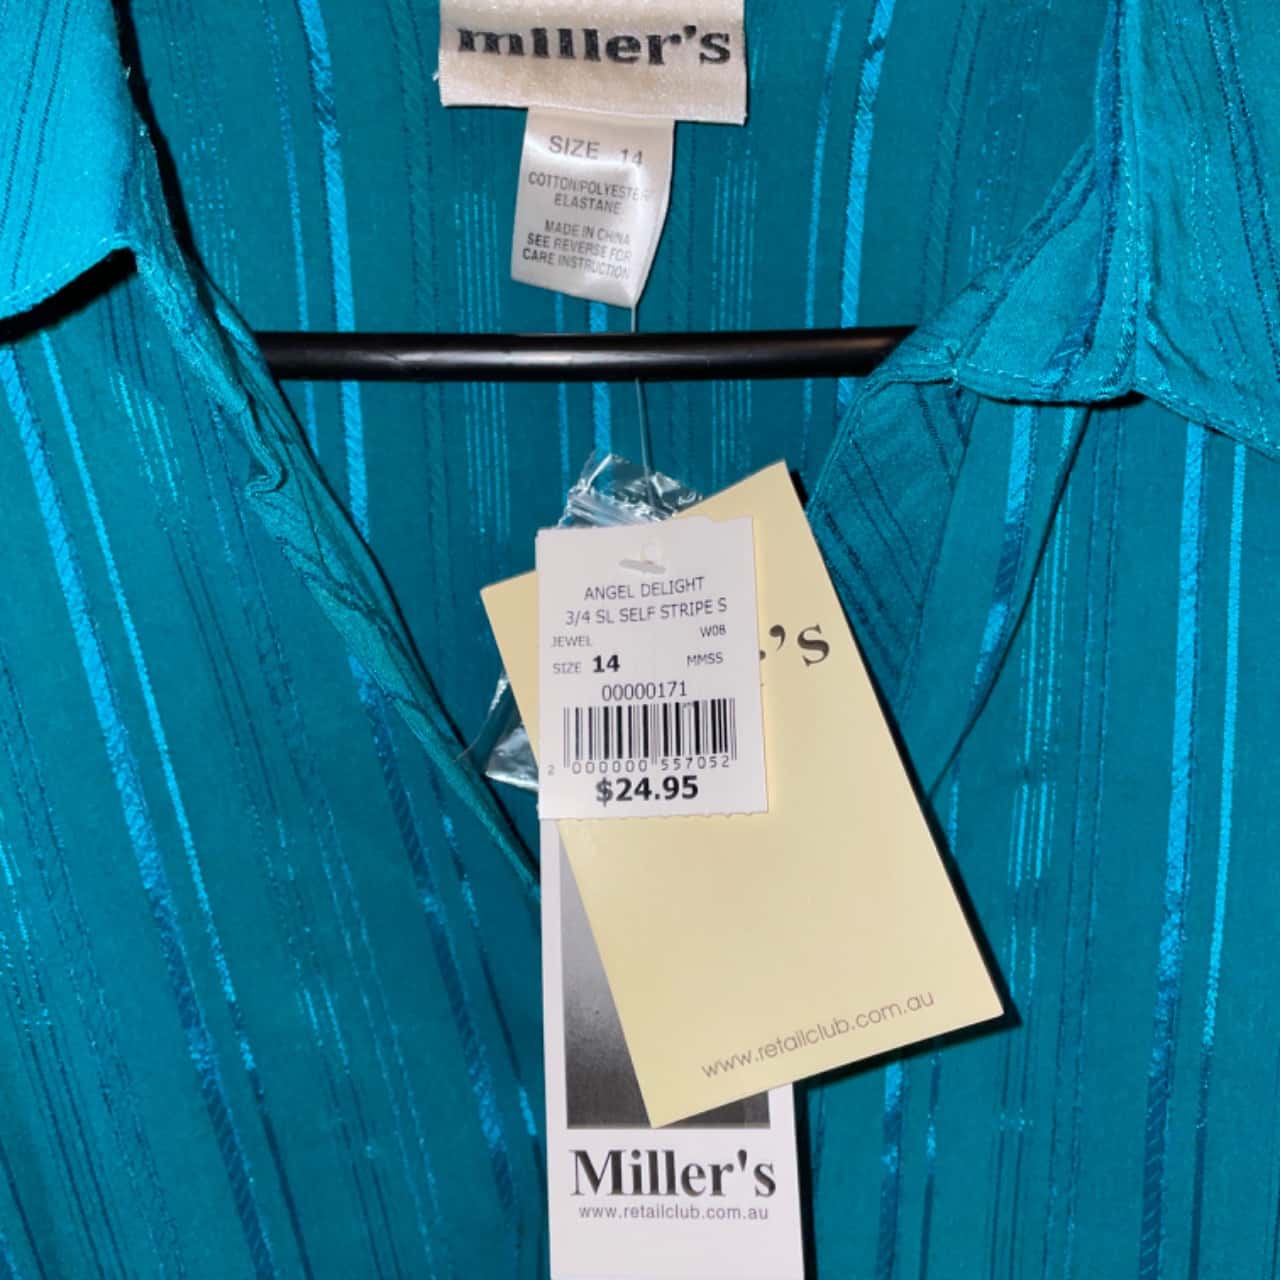 miller's
SIZE 14
COTTON/POLYESTER
ELASTANE
MADE IN CHINA
SEE REVERSE FOR
CARE INSTRUCTION
ANGEL DELIGHT
3/4 SL SELF STRIPE S
JEWEL W08
SIZE 14 MMSS
00000171
2 000000 557052
$24.95
r's
www.retailclub.com.au
Miller's
www.retailclub.com.au